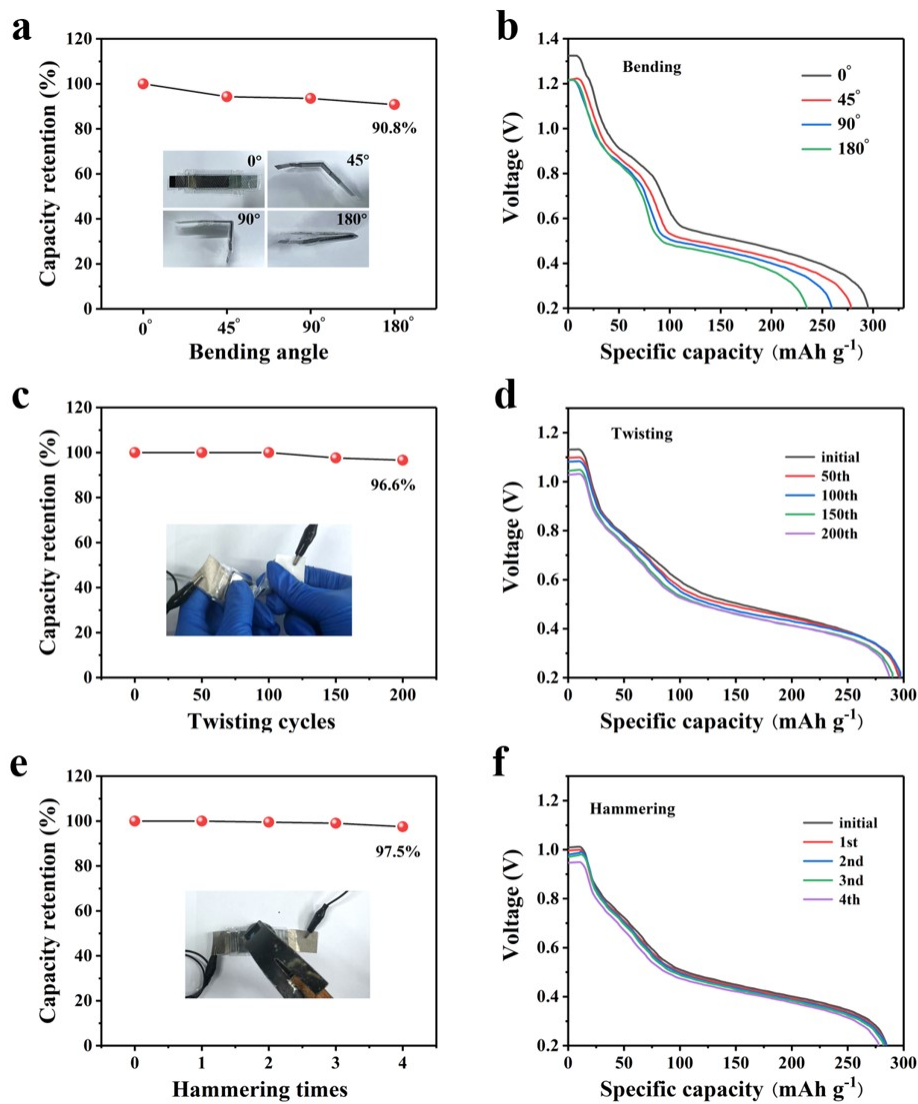 a
120
100
80
60
40
20
0
Capacity retention (%)
90.8%
0°
45°
90°
180°
0°
45°
90°
180°
Bending angle
b
1.4
1.2
1.0
0.8
0.6
0.4
0.2
Voltage (V)
Bending
0°
45°
90°
180°
0 50 100 150 200 250 300
Specific capacity (mAh g⁻¹)
c
120
100
80
60
40
20
0
Capacity retention (%)
96.6%
0 50 100 150 200
Twisting cycles
d
1.2
1.0
0.8
0.6
0.4
0.2
Voltage (V)
Twisting
initial
50th
100th
150th
200th
0 50 100 150 200 250 300
Specific capacity (mAh g⁻¹)
e
120
100
80
60
40
20
0
Capacity retention (%)
97.5%
0 1 2 3 4
Hammering times
f
1.2
1.0
0.8
0.6
0.4
0.2
Voltage (V)
Hammering
initial
1st
2nd
3nd
4th
0 50 100 150 200 250 300
Specific capacity (mAh g⁻¹)